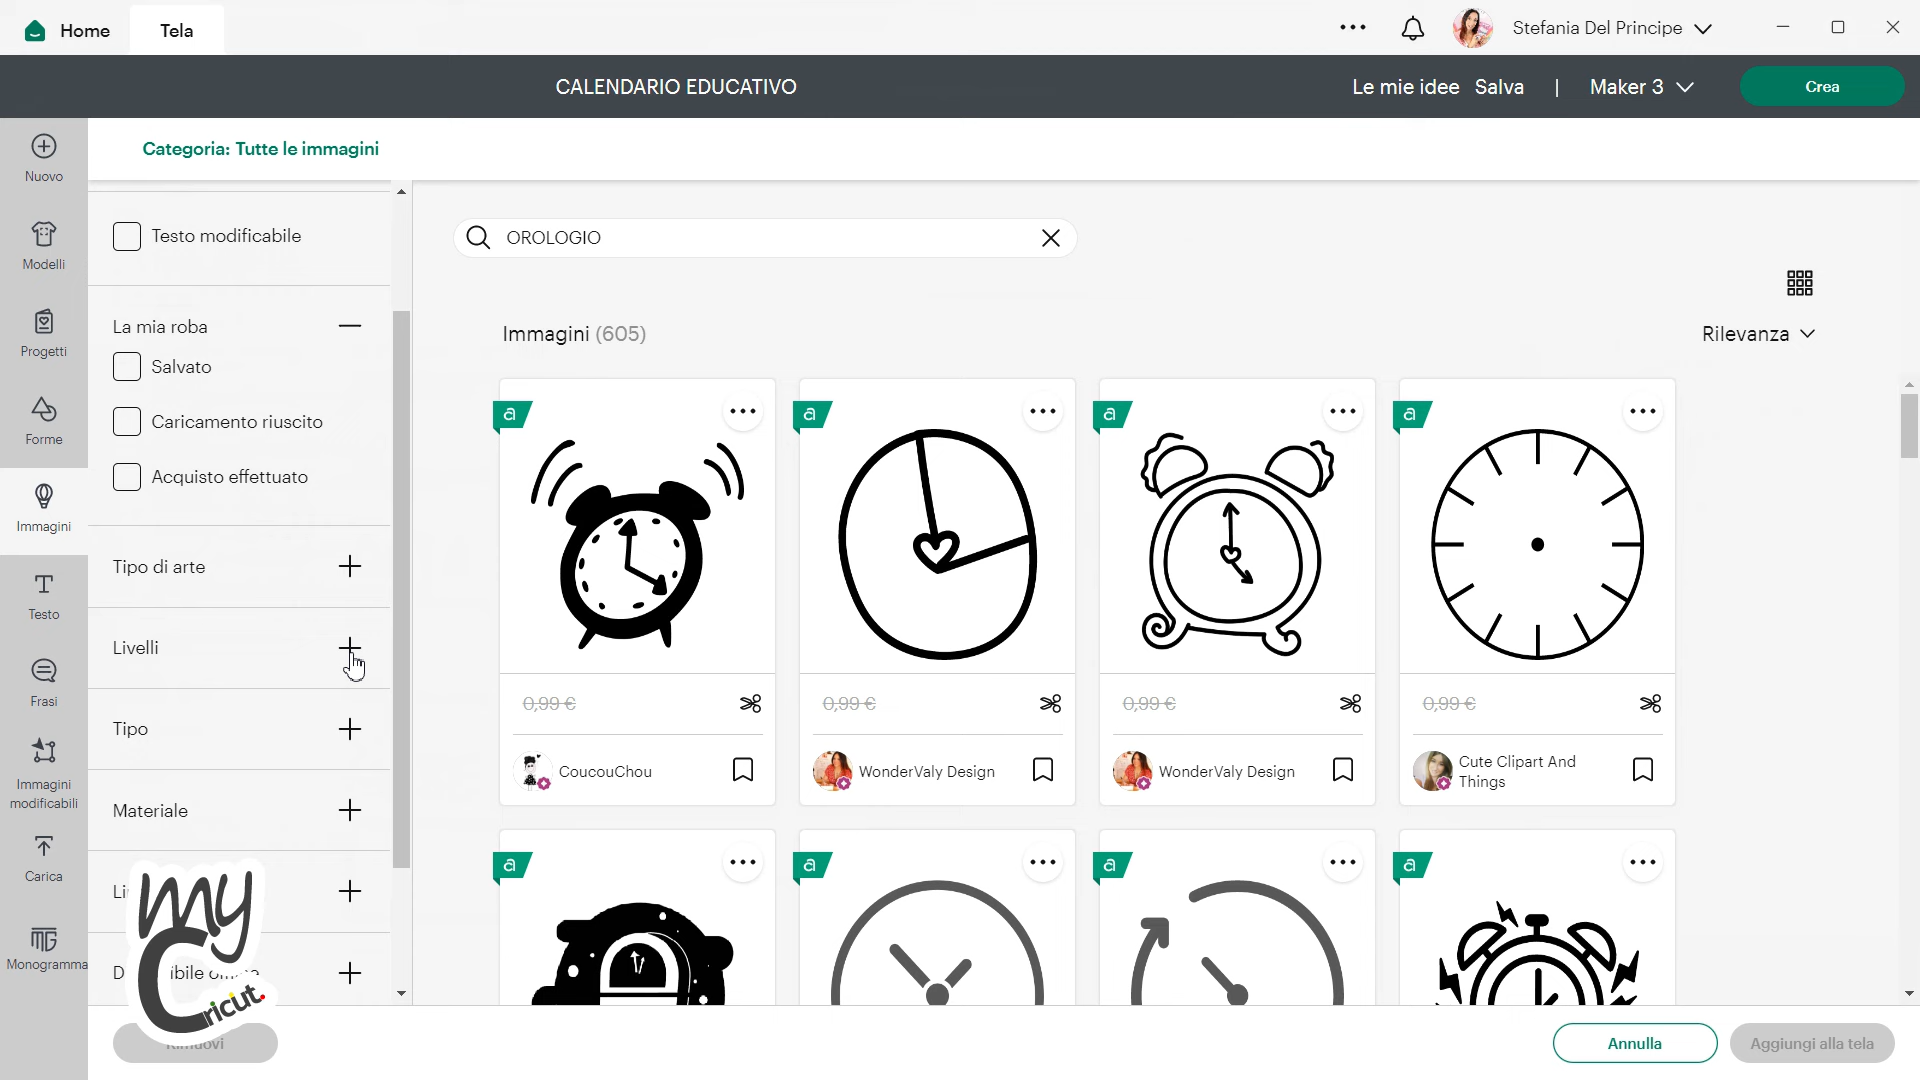 Home
Tela
Stefania Del Principe
CALENDARIO EDUCATIVO
Le mie idee
Salva
|
Maker 3
Crea
Categoria: Tutte le immagini
Nuovo
Modelli
Progetti
Forme
Immagini
Testo
Frasi
Immagini
modificabili
Carica
Monogramma
Testo modificabile
La mia roba
Salvato
Caricamento riuscito
Acquisto effettuato
Tipo di arte
Livelli
Tipo
Materiale
my
Cricut.
OROLOGIO
Immagini (605)
Rilevanza
a
a
a
a
0,99 €
0,99 €
0,99 €
0,99 €
CoucouChou
WonderValy Design
WonderValy Design
Cute Clipart And
Things
a
a
a
a
Annulla
Aggiungi alla tela